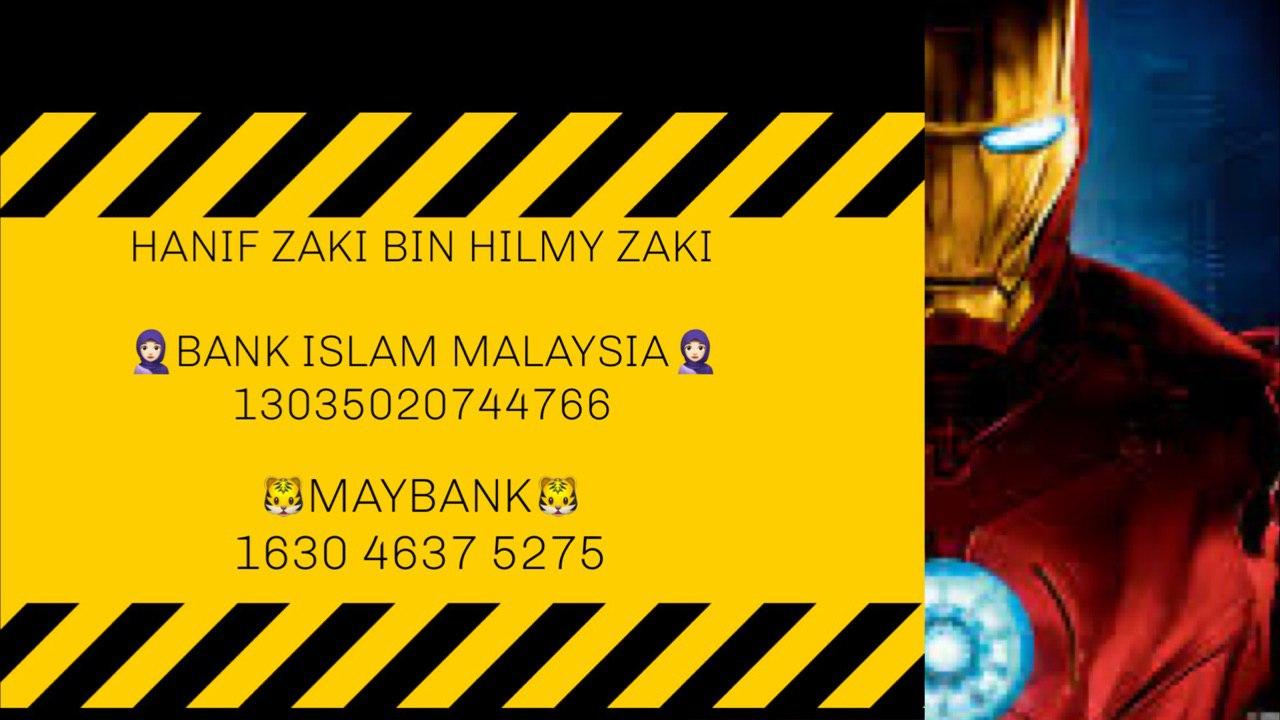 HANIF ZAKI BIN HILMY ZAKI
🧕🏻BANK ISLAM MALAYSIA🧕🏻
13035020744766
🐯MAYBANK🐯
1630 4637 5275